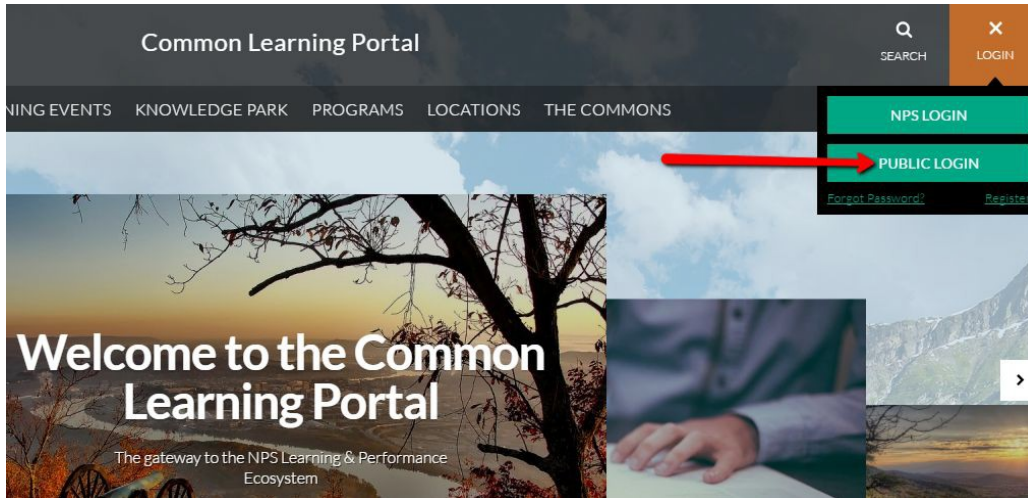 Common Learning Portal
SEARCH
LOGIN
NING EVENTS KNOWLEDGE PARK PROGRAMS LOCATIONS THE COMMONS
NPS LOGIN
PUBLIC LOGIN
Forgot Password? Register
Welcome to the Common
Learning Portal
The gateway to the NPS Learning & Performance
Ecosystem